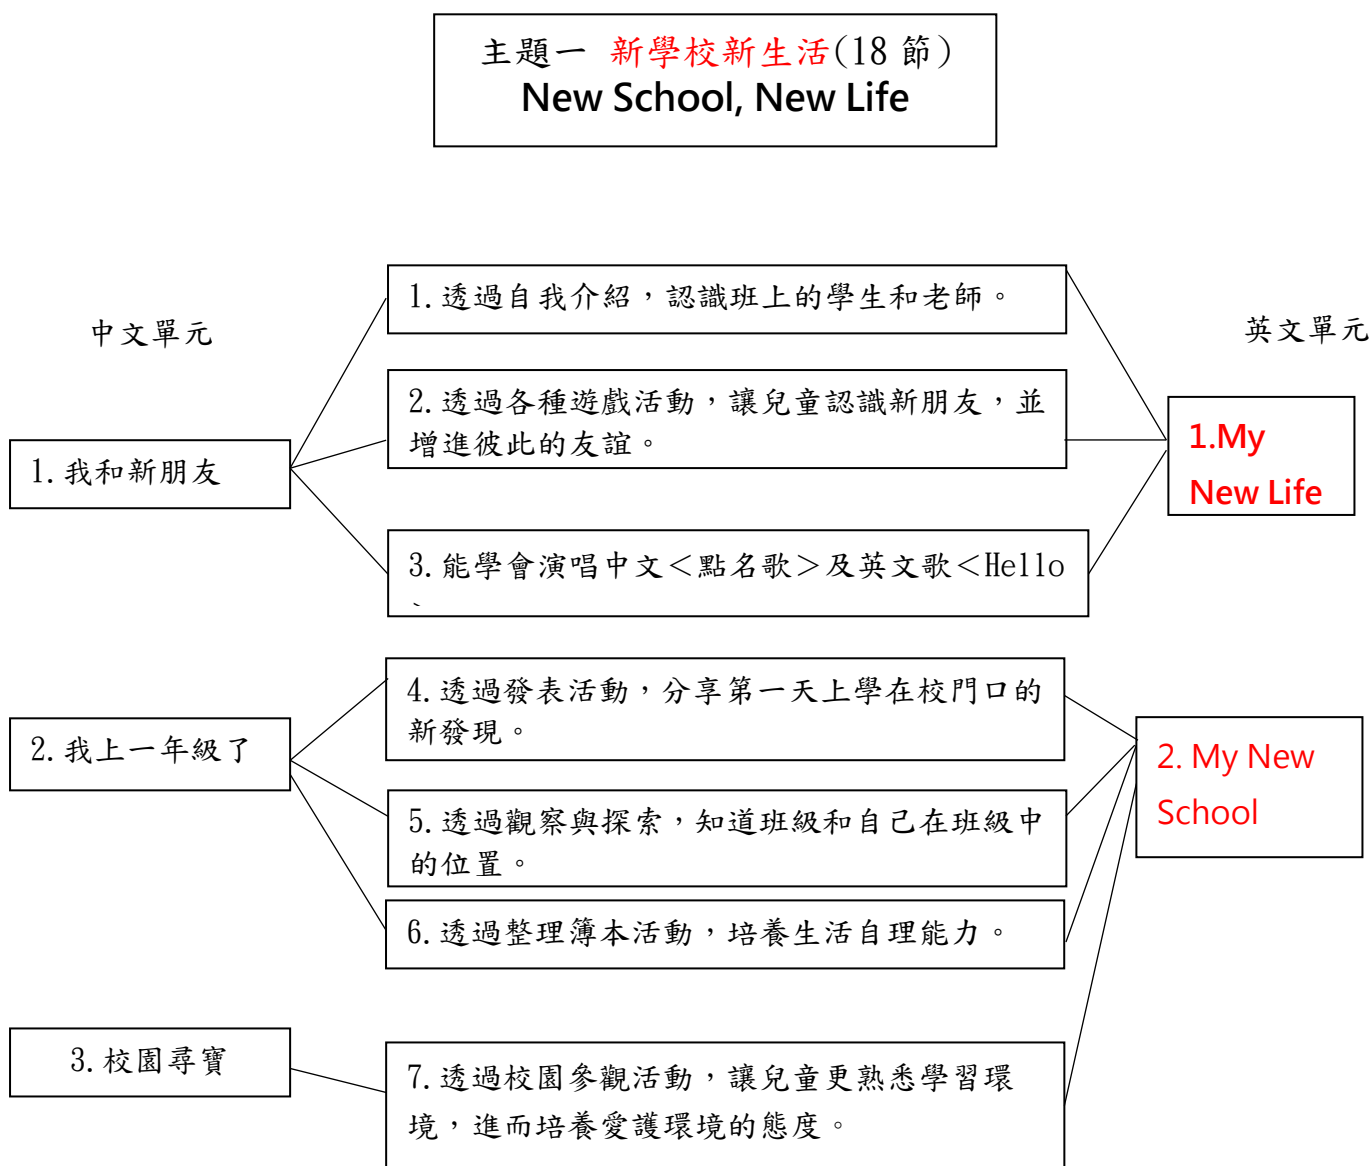 主題一 新學校新生活(18 節)
New School, New Life
中文單元
英文單元
1.我和新朋友
1.透過自我介紹，認識班上的學生和老師。
2.透過各種遊戲活動，讓兒童認識新朋友，並
增進彼此的友誼。
3.能學會演唱中文＜點名歌＞及英文歌＜Hello
1.My
New Life
2.我上一年級了
4.透過發表活動，分享第一天上學在校門口的
新發現。
5.透過觀察與探索，知道班級和自己在班級中
的位置。
6.透過整理簿本活動，培養生活自理能力。
2. My New
School
3.校園尋寶
7.透過校園參觀活動，讓兒童更熟悉學習環
境，進而培養愛護環境的態度。